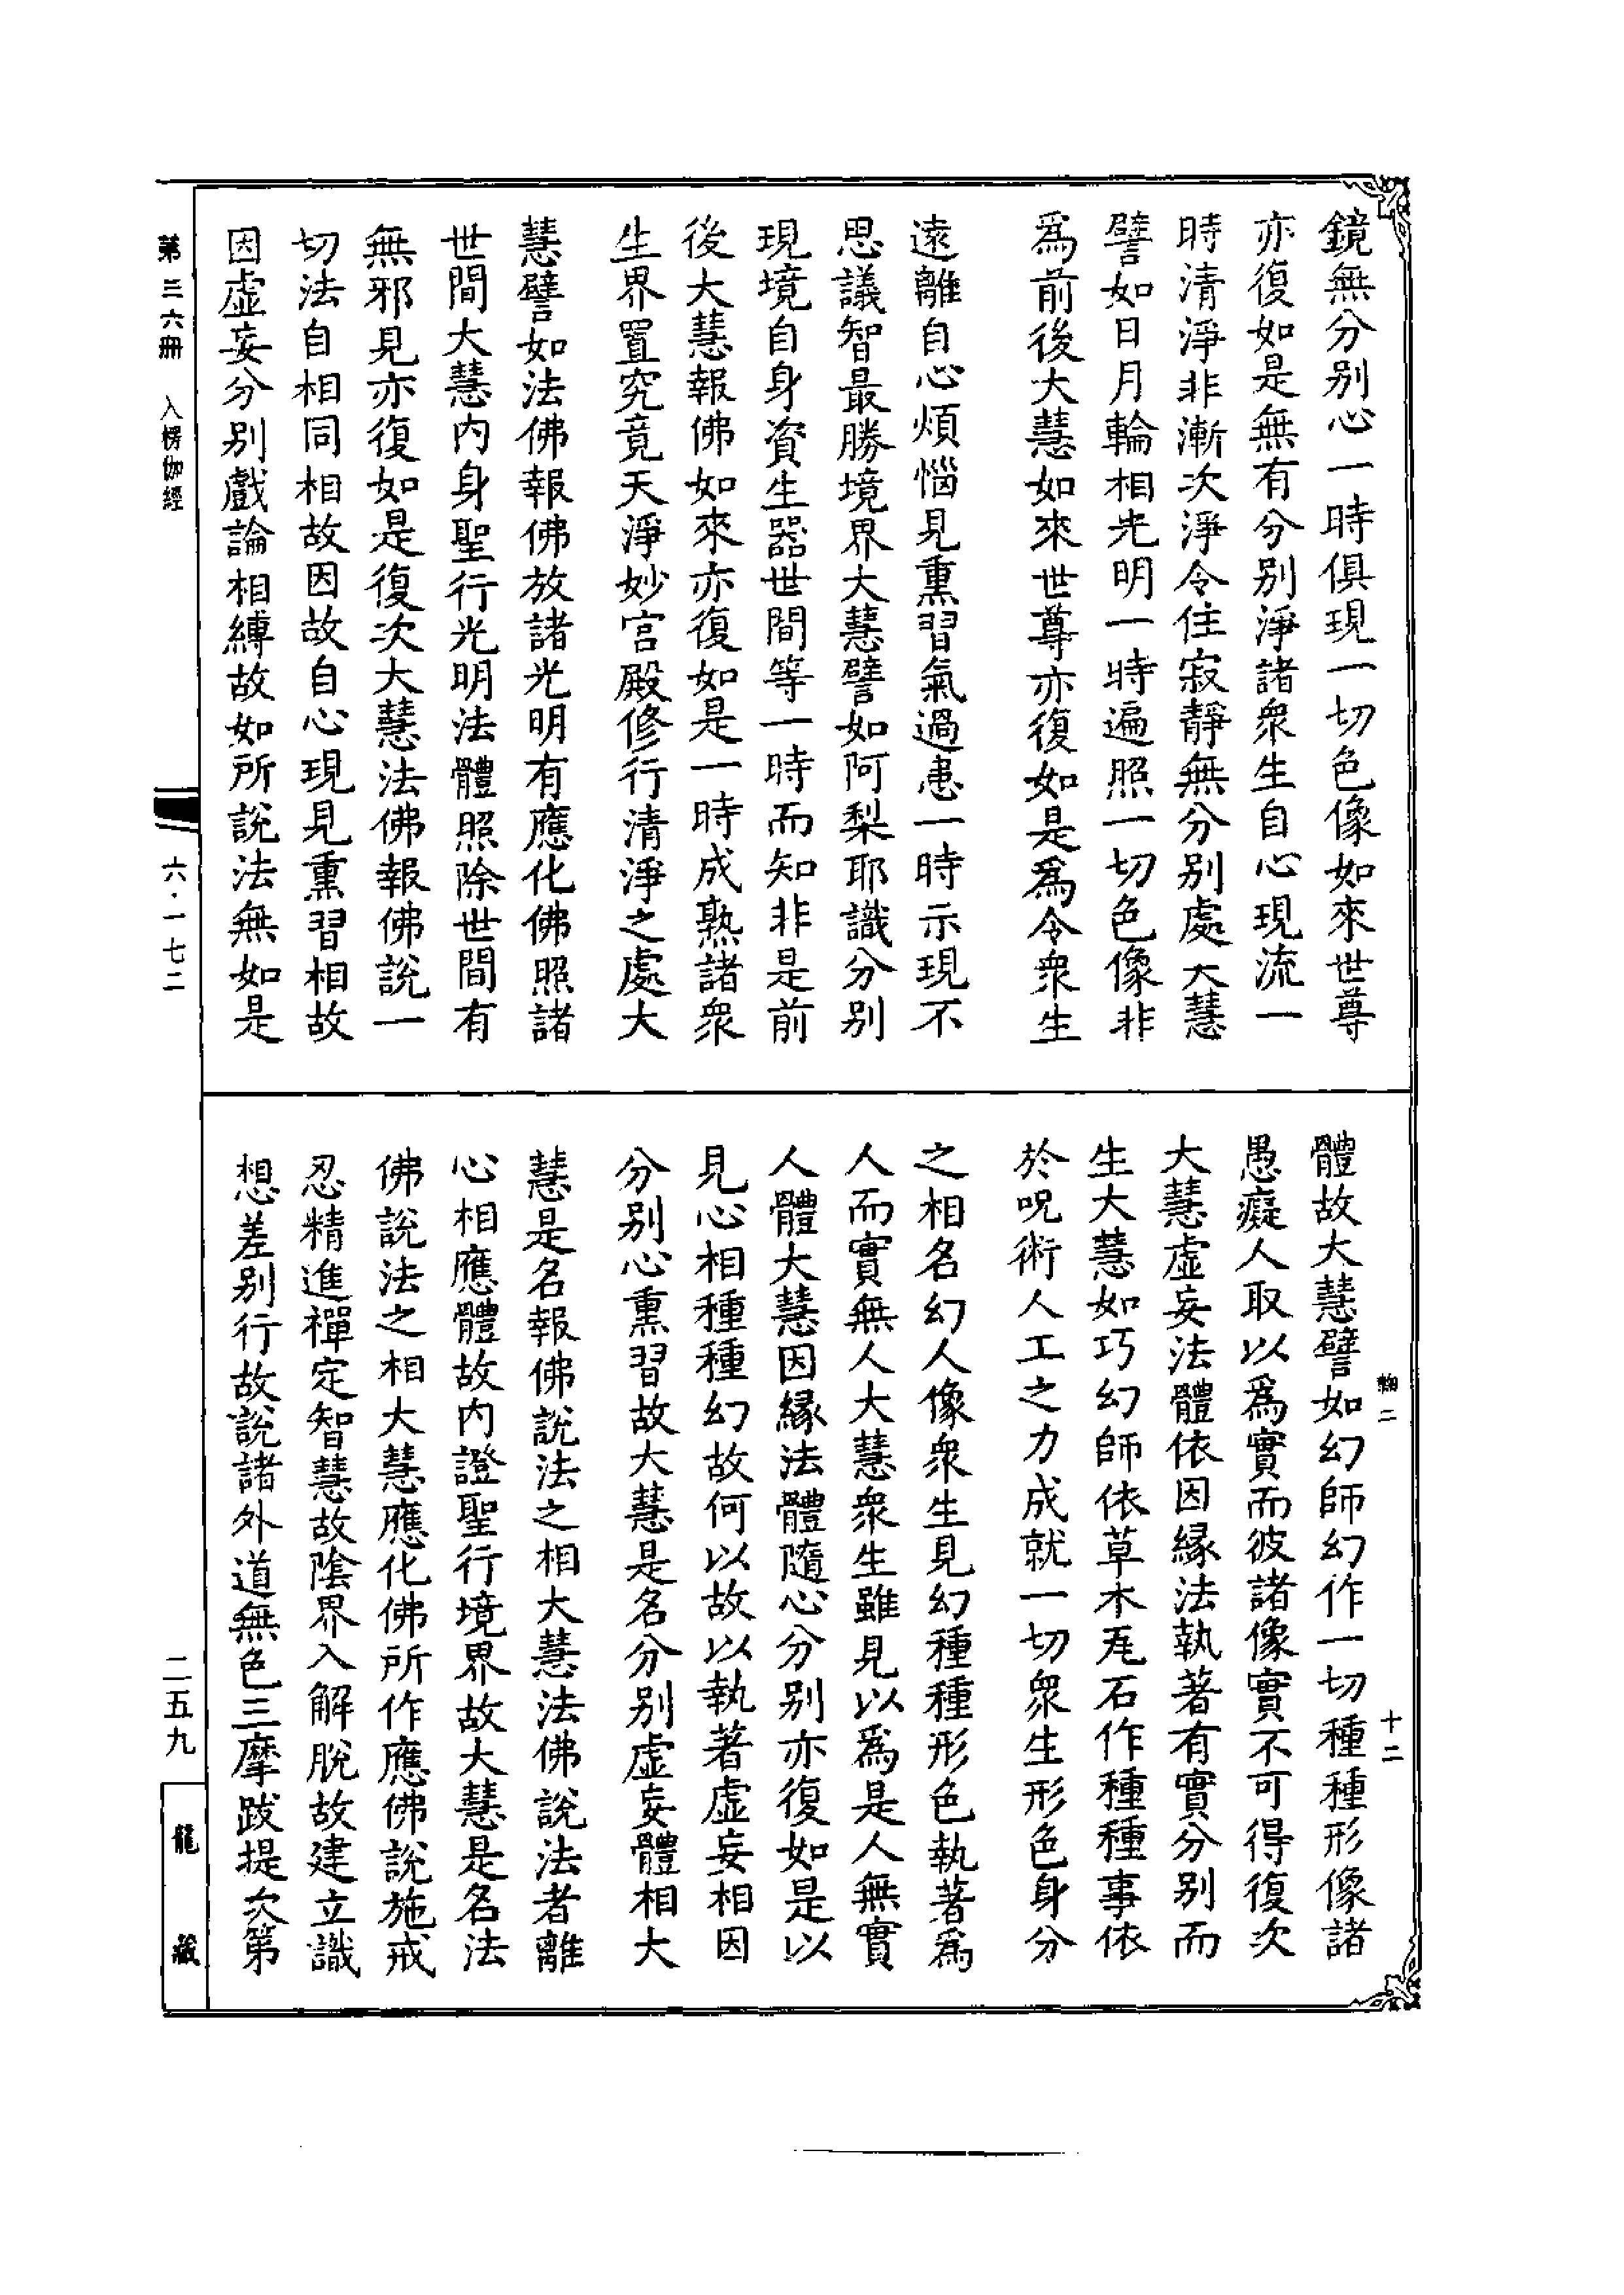 鏡無分别心一時俱現一切色像如來世尊
亦復如是無有分别淨諸衆生自心現流一
時清淨非漸次淨令住寂靜無分别處大慧
譬如日月輪相光明一時遍照一切色像非
爲前後大慧如來世尊亦復如是爲令衆生
遠離自心煩惱見熏習氣過患一時示現不
思議智最勝境界大慧譬如阿梨耶識分别
現境自身資生器世間等一時而知非是前
後大慧報佛如來亦復如是一時成熟諸衆
生界置究竟天淨妙宮殿修行清淨之處大
慧譬如法佛報佛放諸光明有應化佛照諸
世間大慧内身聖行光明法體照除世間有
無邪見亦復如是復次大慧法佛報佛說一
切法自相同相故因故自心現見熏習相故
因虛妄分别戲論相縛故如所說法無如是
體故大慧譬如幻師幻作一切種種形像諸
愚癡人取以爲實而彼諸像實不可得復次
大慧虛妄法體依因縁法執著有實分别而
生大慧如巧幻師依草木瓦石作種種事依
於呪術人工之力成就一切衆生形色身分
之相名幻人像衆生見幻種種形色執著爲
人而實無人大慧衆生雖見以爲是人無實
人體大慧因縁法體隨心分别亦復如是以
見心相種種幻故何以故以執著虛妄相因
分别心熏習故大慧是名分别虛妄體相大
慧是名報佛說法之相大慧法佛說法者離
心相應體故内證聖行境界故大慧是名法
佛說法之相大慧應化佛所作應佛說施戒
忍精進禪定智慧故陰界入解脫故建立識
想差别行故說諸外道無色三摩跋提次第
二
十二
第三六册 入楞伽經
六·一七二
二五九
龍藏